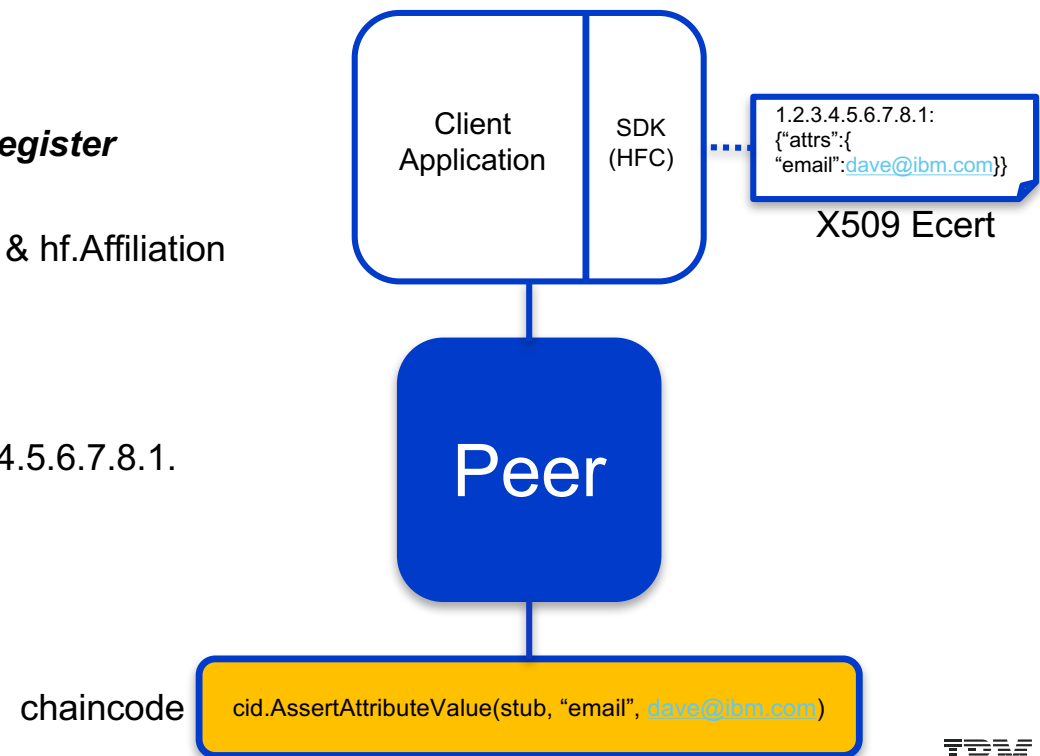 egister
& hf.Affiliation
4.5.6.7.8.1.
Client
Application
SDK
(HFC)
1.2.3.4.5.6.7.8.1:
{“attrs”:{
“email”:dave@ibm.com}}
X509 Ecert
Peer
chaincode
cid.AssertAttributeValue(stub, “email”, dave@ibm.com)
IBM